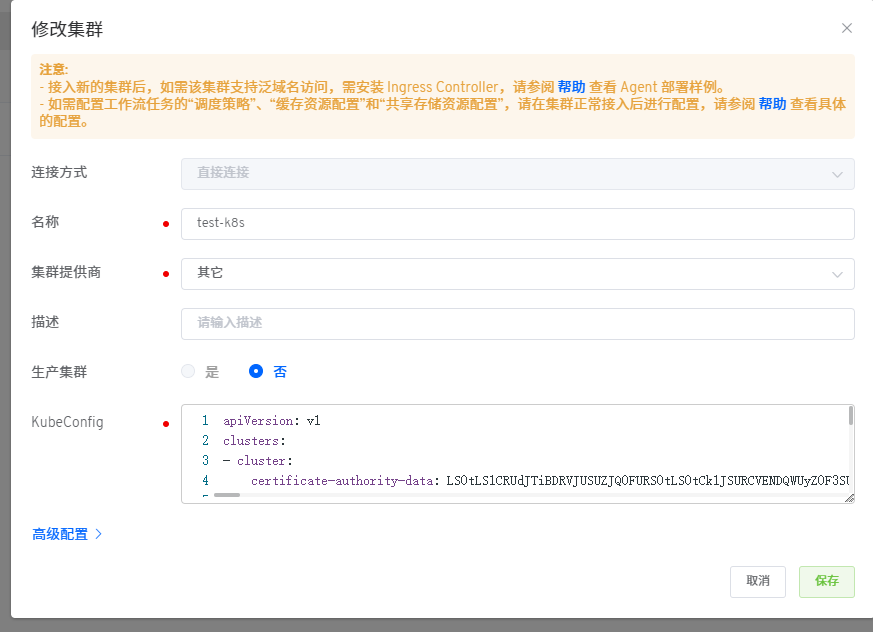 修改集群
注意:
- 接入新的集群后，如需该集群支持泛域名访问，需安装 Ingress Controller，请参阅 帮助 查看 Agent 部署样例。
- 如需配置工作流任务的“调度策略”、“缓存资源配置”和“共享存储资源配置”，请在集群正常接入后进行配置，请参阅 帮助 查看具体
的配置。
连接方式 直接连接
名称 test-k8s
集群提供商 其它
描述 请输入描述
生产集群 是 否
KubeConfig
1 apiVersion: v1
2 clusters:
3 - cluster:
4 certificate-authority-data:
高级配置
取消 保存